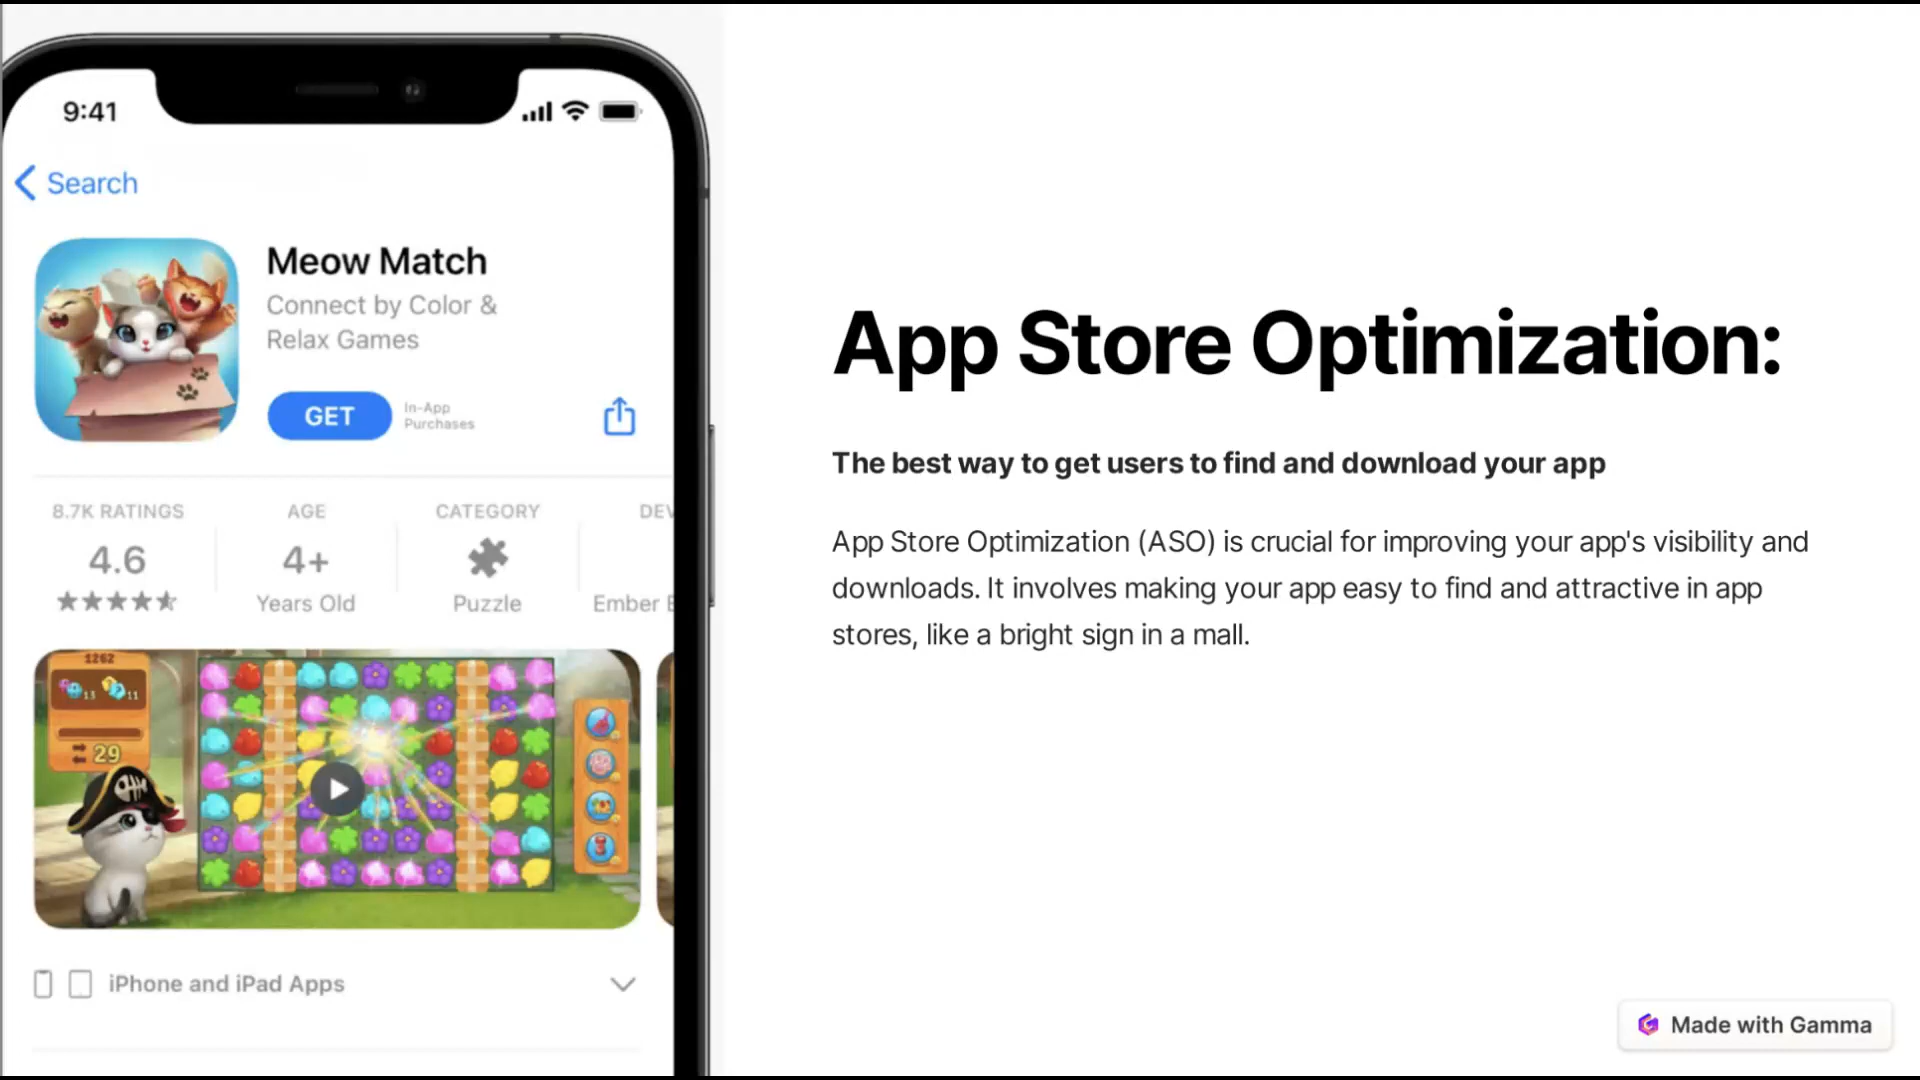 9:41
Search
Meow Match
Connect by Color &
Relax Games
GET
In-App
Purchases
8.7K RATINGS
AGE
CATEGORY
4.6
4+
Years Old
Puzzle
Ember
1262
13
11
29
iPhone and iPad Apps
App Store Optimization:
The best way to get users to find and download your app
App Store Optimization (ASO) is crucial for improving your app's visibility and
downloads. It involves making your app easy to find and attractive in app
stores, like a bright sign in a mall.
Made with Gamma